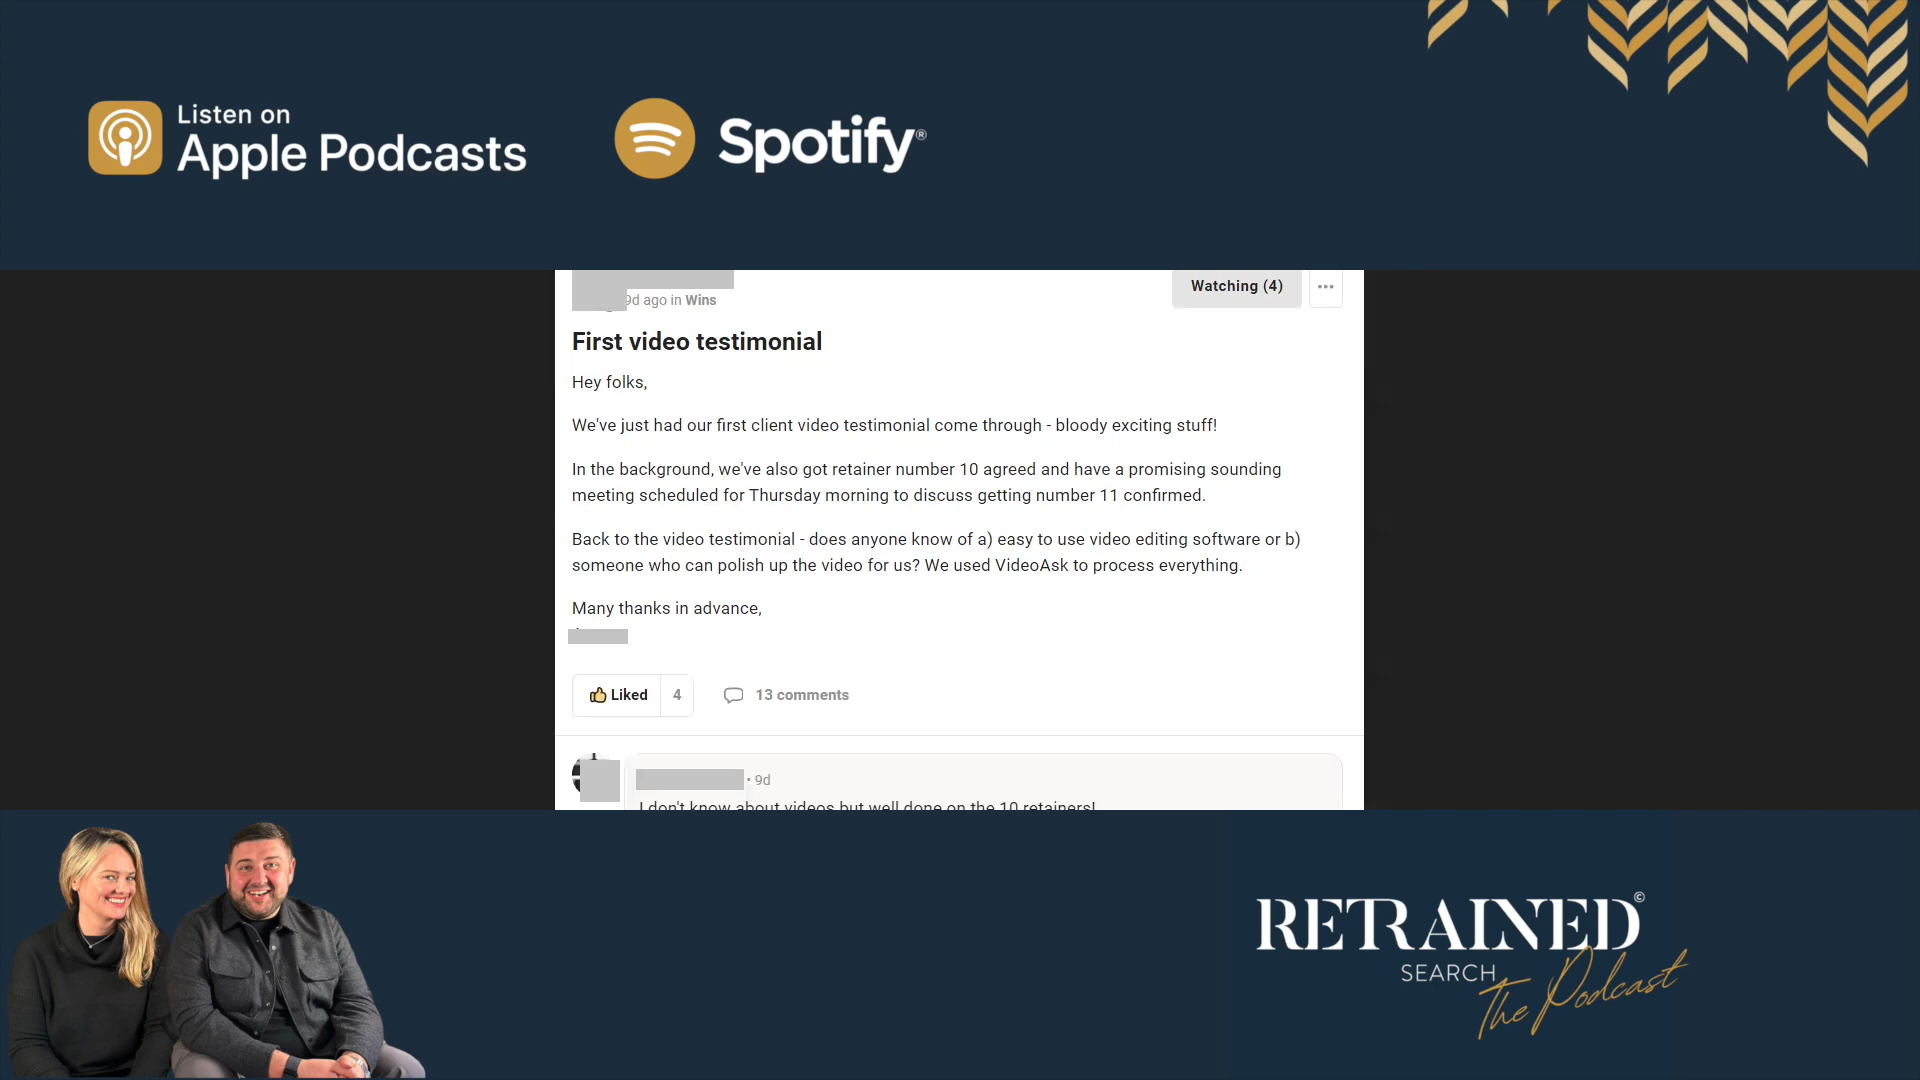 Listen on
Apple Podcasts
Spotify®
9d ago in Wins
Watching (4)
First video testimonial
Hey folks,
We've just had our first client video testimonial come through - bloody exciting stuff!
In the background, we've also got retainer number 10 agreed and have a promising sounding
meeting scheduled for Thursday morning to discuss getting number 11 confirmed.
Back to the video testimonial - does anyone know of a) easy to use video editing software or b)
someone who can polish up the video for us? We used VideoAsk to process everything.
Many thanks in advance,
Liked 4
13 comments
• 9d
I don't know about videos but well done on the 10 retainers!
RETRAINED©
SEARCH
The Podcast